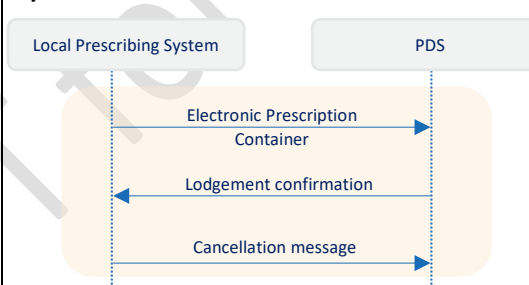 Local Prescribing System
PDS
Electronic Prescription
Container
Lodgement confirmation
Cancellation message